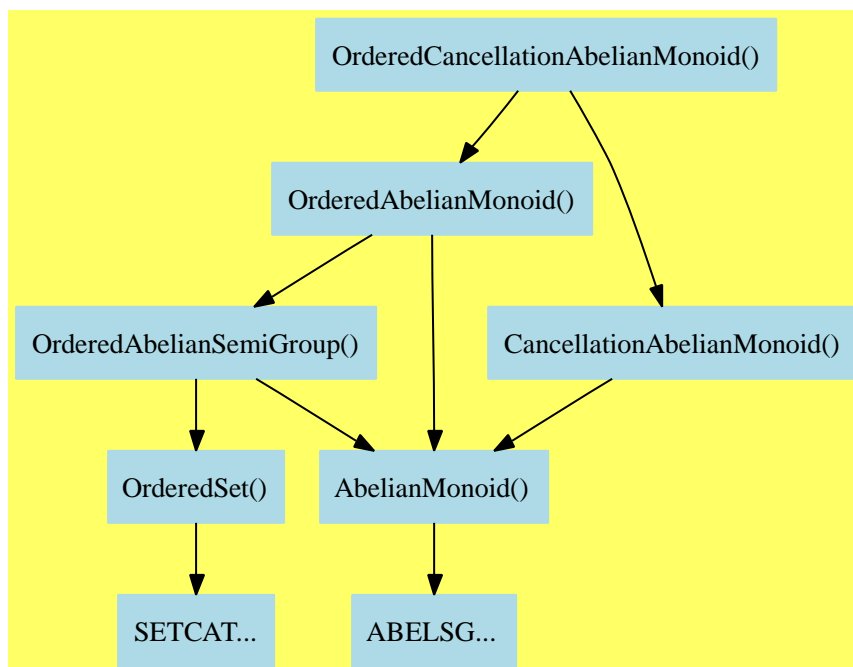 OrderedCancellationAbelianMonoid()
OrderedAbelianMonoid()
OrderedAbelianSemiGroup()
CancellationAbelianMonoid()
OrderedSet()
AbelianMonoid()
SETCAT...
ABELSG...